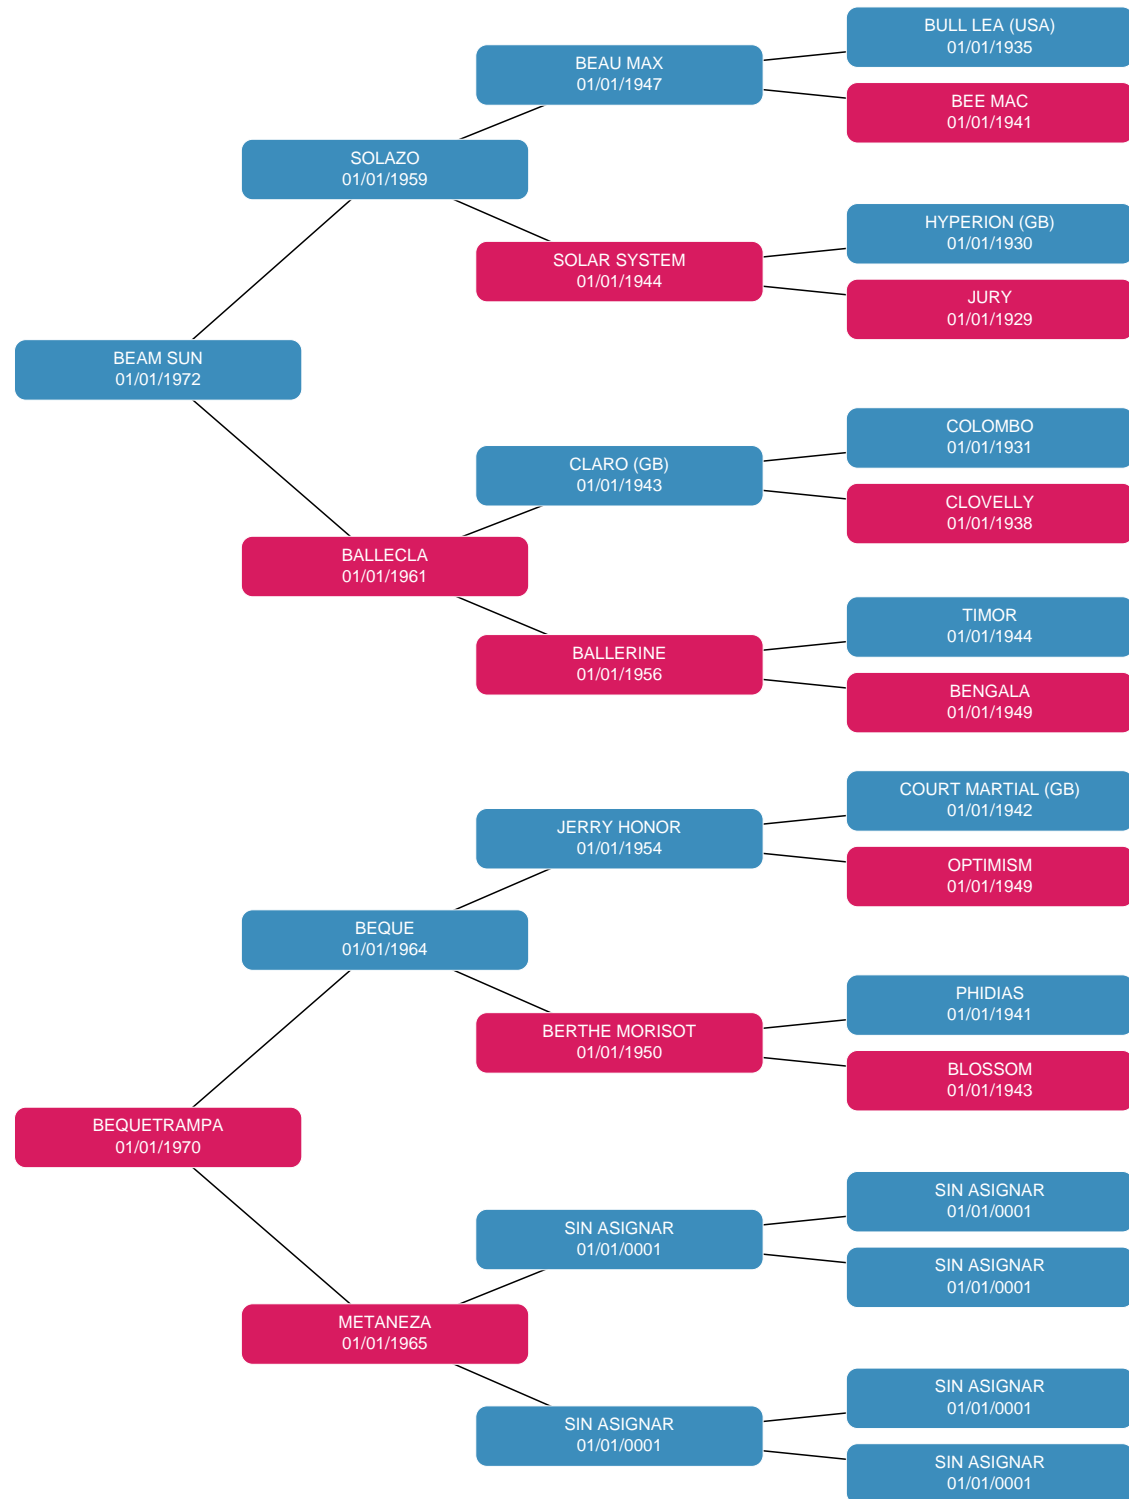 BULL LEA (USA)
01/01/1935
BEAU MAX
01/01/1947
BEE MAC
01/01/1941
SOLAZO
01/01/1959
HYPERION (GB)
01/01/1930
SOLAR SYSTEM
01/01/1944
JURY
01/01/1929
BEAM SUN
01/01/1972
COLOMBO
01/01/1931
CLARO (GB)
01/01/1943
CLOVELLY
01/01/1938
BALLECLA
01/01/1961
TIMOR
01/01/1944
BALLERINE
01/01/1956
BENGALA
01/01/1949
COURT MARTIAL (GB)
01/01/1942
JERRY HONOR
01/01/1954
OPTIMISM
01/01/1949
BEQUE
01/01/1964
PHIDIAS
01/01/1941
BERTHE MORISOT
01/01/1950
BLOSSOM
01/01/1943
BEQUETRAMPA
01/01/1970
SIN ASIGNAR
01/01/0001
SIN ASIGNAR
01/01/0001
SIN ASIGNAR
01/01/0001
METANEZA
01/01/1965
SIN ASIGNAR
01/01/0001
SIN ASIGNAR
01/01/0001
SIN ASIGNAR
01/01/0001